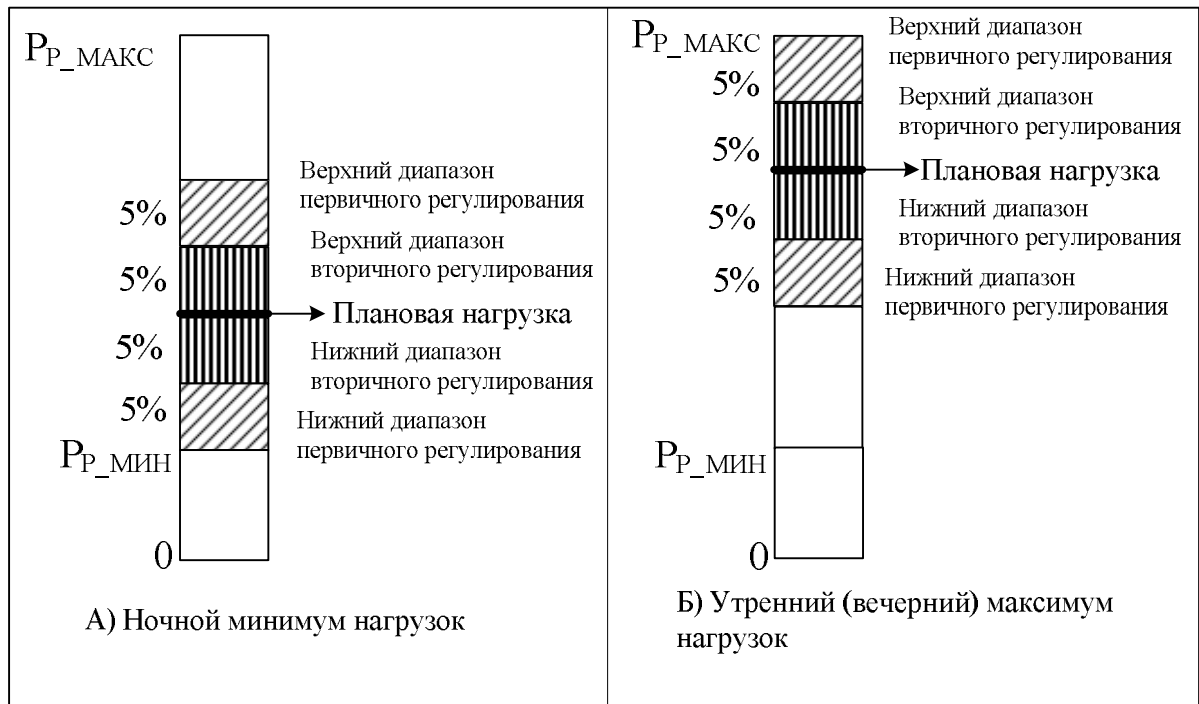 PР_МАКС
5%
Верхний диапазон
первичного регулирования
5%
Верхний диапазон
вторичного регулирования
Плановая нагрузка
5%
Нижний диапазон
вторичного регулирования
5%
Нижний диапазон
первичного регулирования
PР_МИН
0
А) Ночной минимум нагрузок
PР_МАКС
Верхний диапазон
первичного регулирования
5%
Верхний диапазон
вторичного регулирования
5%
Плановая нагрузка
5%
Нижний диапазон
вторичного регулирования
5%
Нижний диапазон
первичного регулирования
PР_МИН
0
Б) Утренний (вечерний) максимум
нагрузок